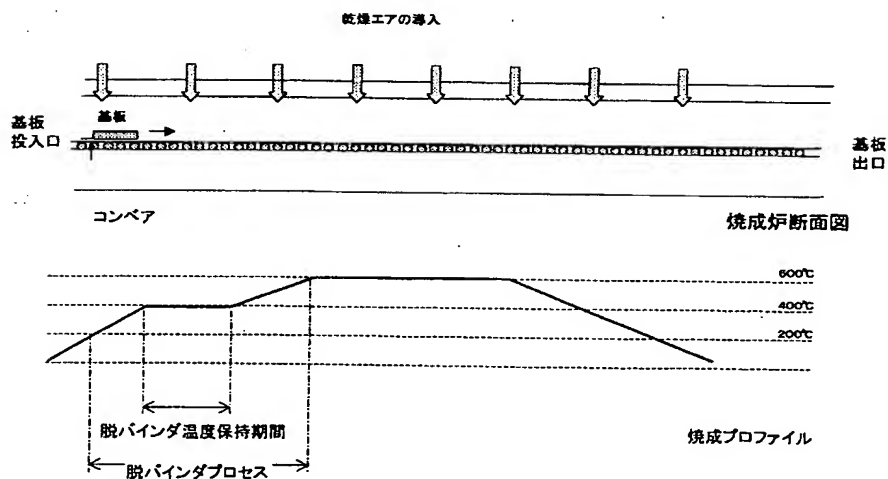 乾燥エアの導入
基板
投入口
基板
基板
出口
コンベア
焼成炉断面図
600℃
400℃
200℃
脱バインダ温度保持期間
焼成プロファイル
脱バインダプロセス